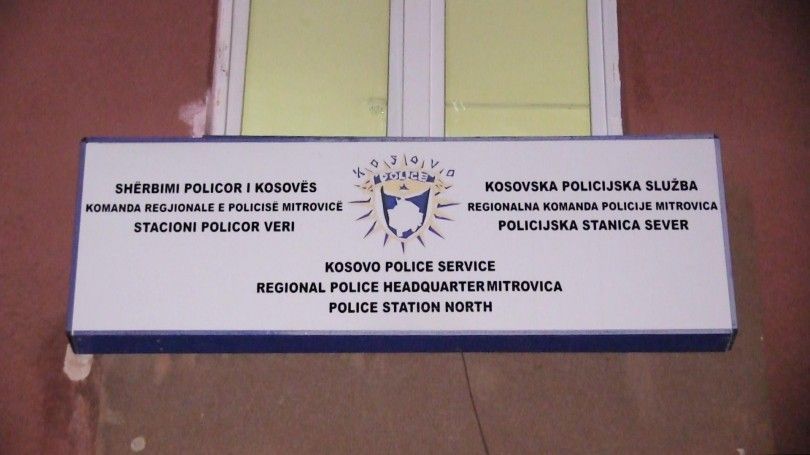 Kosovo
POLICE
SHËRBIMI POLICOR I KOSOVËS
KOMANDA REGJIONALE E POLICISË MITROVICË
STACIONI POLICOR VERI
KOSOVSKA POLICIJSKA SLUŽBA
REGIONALNA KOMANDA POLICIJE MITROVICA
POLICIJSKA STANICA SEVER
KOSOVO POLICE SERVICE
REGIONAL POLICE HEADQUARTER MITROVICA
POLICE STATION NORTH